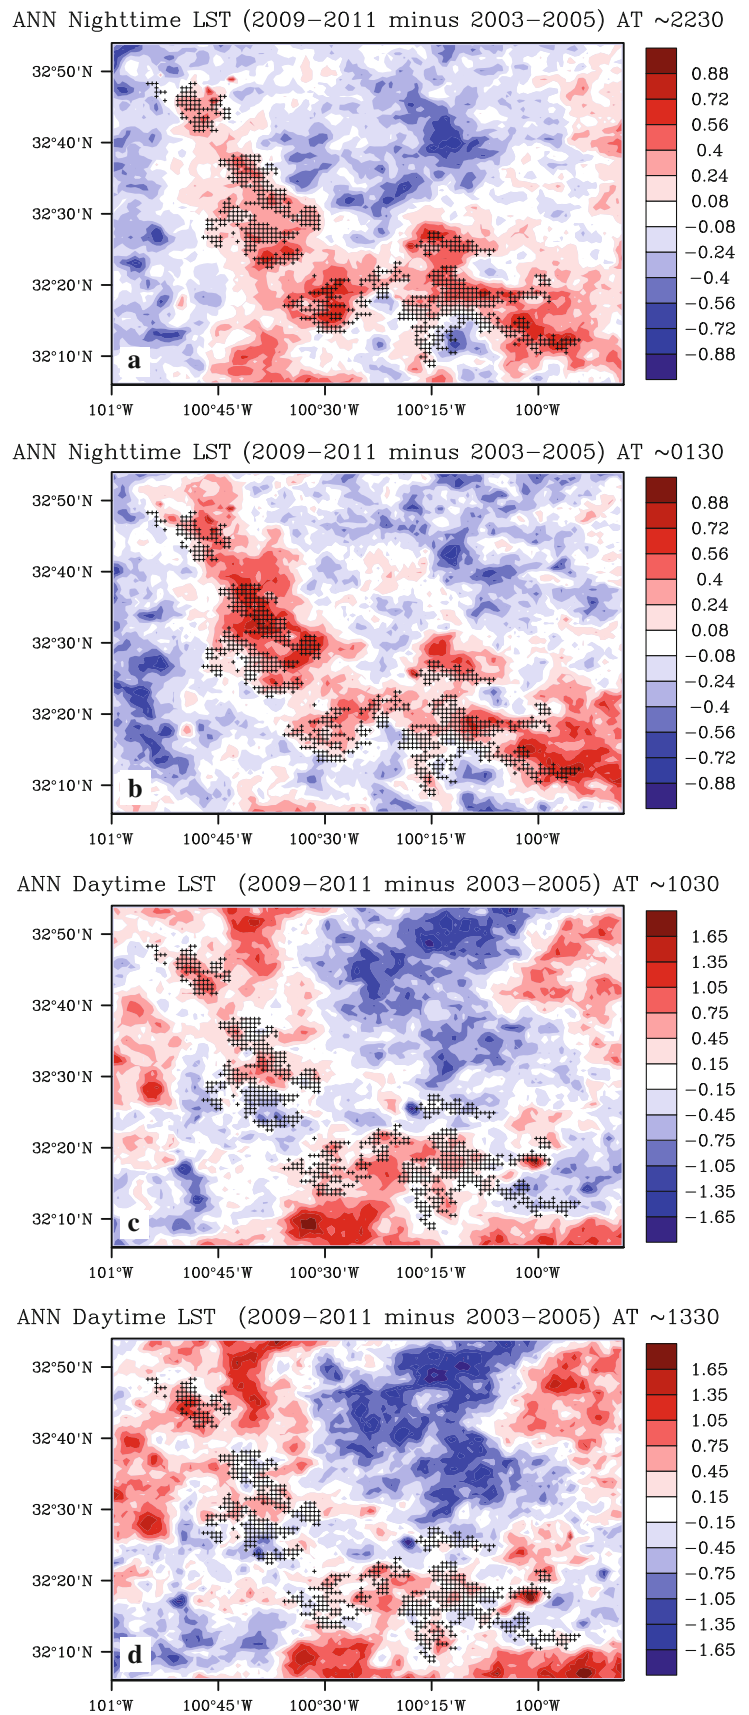 ANN Nighttime LST (2009−2011 minus 2003−2005) AT ~2230
32°50'N
32°40'N
32°30'N
32°20'N
32°10'N
a
101°W 100°45'W 100°30'W 100°15'W 100°W
0.88
0.72
0.56
0.4
0.24
0.08
−0.08
−0.24
−0.4
−0.56
−0.72
−0.88
ANN Nighttime LST (2009−2011 minus 2003−2005) AT ~0130
32°50'N
32°40'N
32°30'N
32°20'N
32°10'N
b
101°W 100°45'W 100°30'W 100°15'W 100°W
0.88
0.72
0.56
0.4
0.24
0.08
−0.08
−0.24
−0.4
−0.56
−0.72
−0.88
ANN Daytime LST (2009−2011 minus 2003−2005) AT ~1030
32°50'N
32°40'N
32°30'N
32°20'N
32°10'N
c
101°W 100°45'W 100°30'W 100°15'W 100°W
1.65
1.35
1.05
0.75
0.45
0.15
−0.15
−0.45
−0.75
−1.05
−1.35
−1.65
ANN Daytime LST (2009−2011 minus 2003−2005) AT ~1330
32°50'N
32°40'N
32°30'N
32°20'N
32°10'N
d
101°W 100°45'W 100°30'W 100°15'W 100°W
1.65
1.35
1.05
0.75
0.45
0.15
−0.15
−0.45
−0.75
−1.05
−1.35
−1.65